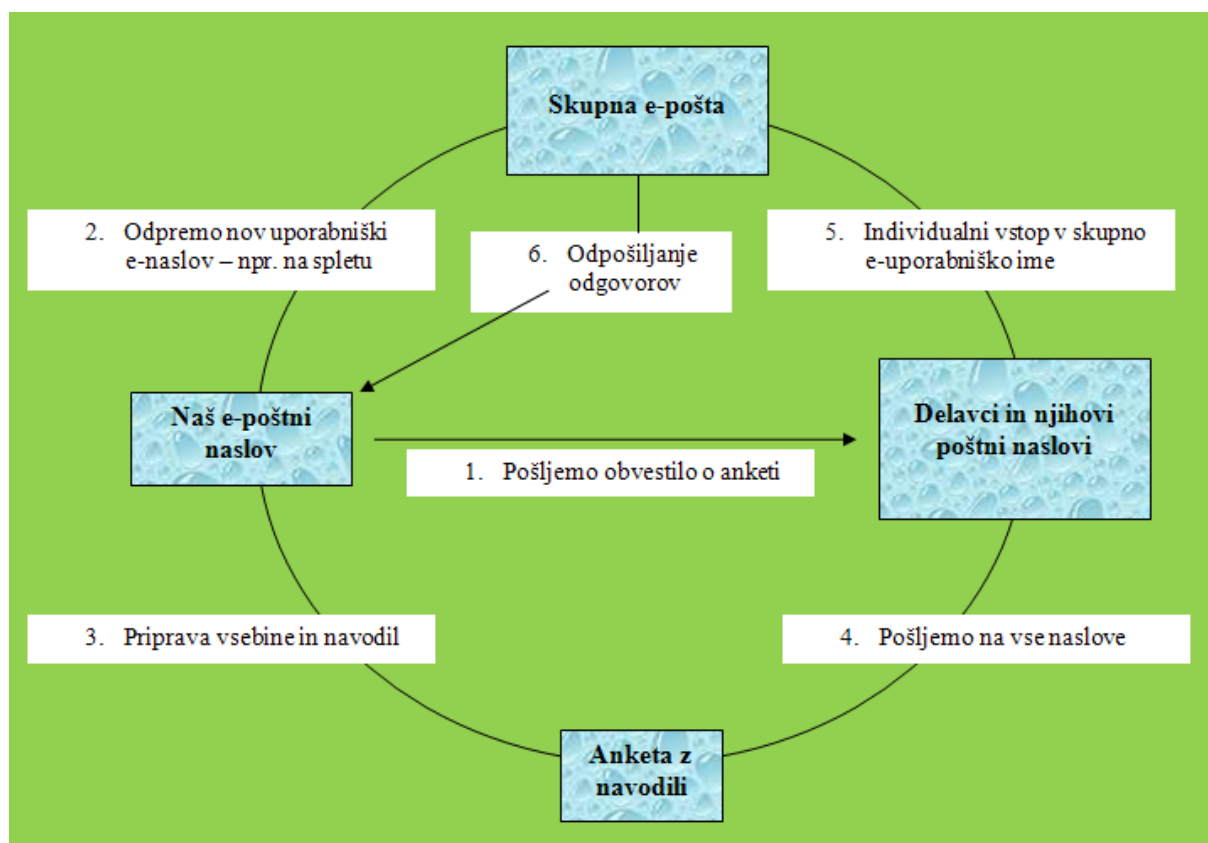 Skupna e-pošta
2. Odpremo nov uporabniški
e-naslov – npr. na spletu
5. Individualni vstop v skupno
e-uporabniško ime
6. Odpošiljanje
odgovorov
Naš e-poštni
naslov
Delavci in njihovi
poštni naslovi
1. Pošljemo obvestilo o anketi
3. Priprava vsebine in navodil
4. Pošljemo na vse naslove
Anketa z
navodili